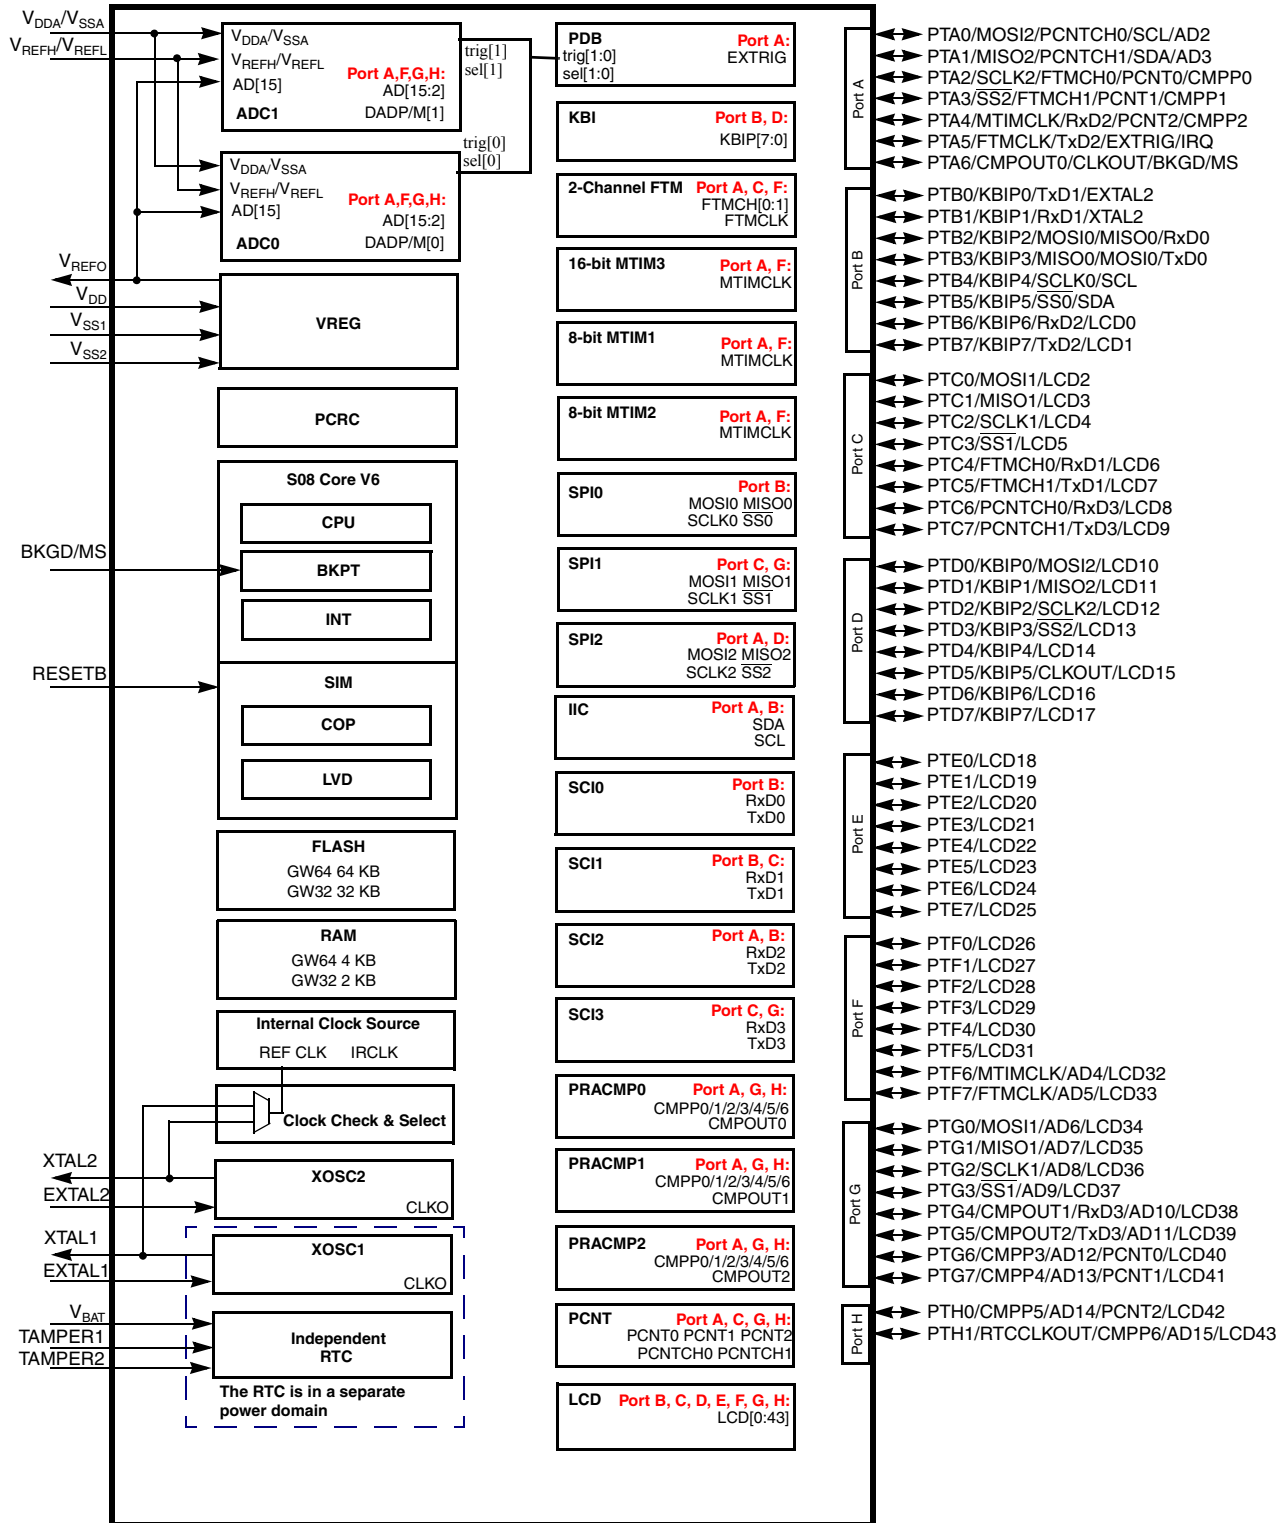 VDDA/VSSA
VREFH/VREFL
VDDA/VSSA
VREFH/VREFL
AD[15]
Port A,F,G,H:
AD[15:2]
ADC1
DADP/M[1]
trig[1]
sel[1]
trig[0]
sel[0]
VDDA/VSSA
VREFH/VREFL
AD[15]
Port A,F,G,H:
AD[15:2]
ADC0
DADP/M[0]
VREFO
VDD
VSS1
VSS2
VREG
PCRC
S08 Core V6
CPU
BKGD/MS
BKPT
INT
RESETB
SIM
COP
LVD
FLASH
GW64 64 KB
GW32 32 KB
RAM
GW64 4 KB
GW32 2 KB
Internal Clock Source
REF CLK IRCLK
Clock Check & Select
XTAL2
EXTAL2
XOSC2
CLKO
XTAL1
EXTAL1
XOSC1
CLKO
VBAT
TAMPER1
TAMPER2
Independent
RTC
The RTC is in a separate
power domain
PDB
Port A:
trig[1:0]
EXTRIG
sel[1:0]
KBI
Port B, D:
KBIP[7:0]
2-Channel FTM
Port A, C, F:
FTMCH[0:1]
FTMCLK
16-bit MTIM3
Port A, F:
MTIMCLK
8-bit MTIM1
Port A, F:
MTIMCLK
8-bit MTIM2
Port A, F:
MTIMCLK
SPI0
Port B:
MOSI0 MISO0
SCLK0 SS0
SPI1
Port C, G:
MOSI1 MISO1
SCLK1 SS1
SPI2
Port A, D:
MOSI2 MISO2
SCLK2 SS2
IIC
Port A, B:
SDA
SCL
SCI0
Port B:
RxD0
TxD0
SCI1
Port B, C:
RxD1
TxD1
SCI2
Port A, B:
RxD2
TxD2
SCI3
Port C, G:
RxD3
TxD3
PRACMP0
Port A, G, H:
CMPP0/1/2/3/4/5/6
CMPOUT0
PRACMP1
Port A, G, H:
CMPP0/1/2/3/4/5/6
CMPOUT1
PRACMP2
Port A, G, H:
CMPP0/1/2/3/4/5/6
CMPOUT2
PCNT
Port A, C, G, H:
PCNT0 PCNT1 PCNT2
PCNTCH0 PCNTCH1
LCD
Port B, C, D, E, F, G, H:
LCD[0:43]
Port A
PTA0/MOSI2/PCNTCH0/SCL/AD2
PTA1/MISO2/PCNTCH1/SDA/AD3
PTA2/SCLK2/FTMCH0/PCNT0/CMPP0
PTA3/SS2/FTMCH1/PCNT1/CMPP1
PTA4/MTIMCLK/RxD2/PCNT2/CMPP2
PTA5/FTMCLK/TxD2/EXTRIG/IRQ
PTA6/CMPOUT0/CLKOUT/BKGD/MS
Port B
PTB0/KBIP0/TxD1/EXTAL2
PTB1/KBIP1/RxD1/XTAL2
PTB2/KBIP2/MOSI0/MISO0/RxD0
PTB3/KBIP3/MISO0/MOSI0/TxD0
PTB4/KBIP4/SCLK0/SCL
PTB5/KBIP5/SS0/SDA
PTB6/KBIP6/RxD2/LCD0
PTB7/KBIP7/TxD2/LCD1
Port C
PTC0/MOSI1/LCD2
PTC1/MISO1/LCD3
PTC2/SCLK1/LCD4
PTC3/SS1/LCD5
PTC4/FTMCH0/RxD1/LCD6
PTC5/FTMCH1/TxD1/LCD7
PTC6/PCNTCH0/RxD3/LCD8
PTC7/PCNTCH1/TxD3/LCD9
Port D
PTD0/KBIP0/MOSI2/LCD10
PTD1/KBIP1/MISO2/LCD11
PTD2/KBIP2/SCLK2/LCD12
PTD3/KBIP3/SS2/LCD13
PTD4/KBIP4/LCD14
PTD5/KBIP5/CLKOUT/LCD15
PTD6/KBIP6/LCD16
PTD7/KBIP7/LCD17
Port E
PTE0/LCD18
PTE1/LCD19
PTE2/LCD20
PTE3/LCD21
PTE4/LCD22
PTE5/LCD23
PTE6/LCD24
PTE7/LCD25
Port F
PTF0/LCD26
PTF1/LCD27
PTF2/LCD28
PTF3/LCD29
PTF4/LCD30
PTF5/LCD31
PTF6/MTIMCLK/AD4/LCD32
PTF7/FTMCLK/AD5/LCD33
Port G
PTG0/MOSI1/AD6/LCD34
PTG1/MISO1/AD7/LCD35
PTG2/SCLK1/AD8/LCD36
PTG3/SS1/AD9/LCD37
PTG4/CMPOUT1/RxD3/AD10/LCD38
PTG5/CMPOUT2/TxD3/AD11/LCD39
PTG6/CMPP3/AD12/PCNT0/LCD40
PTG7/CMPP4/AD13/PCNT1/LCD41
Port H
PTH0/CMPP5/AD14/PCNT2/LCD42
PTH1/RTCCLKOUT/CMPP6/AD15/LCD43